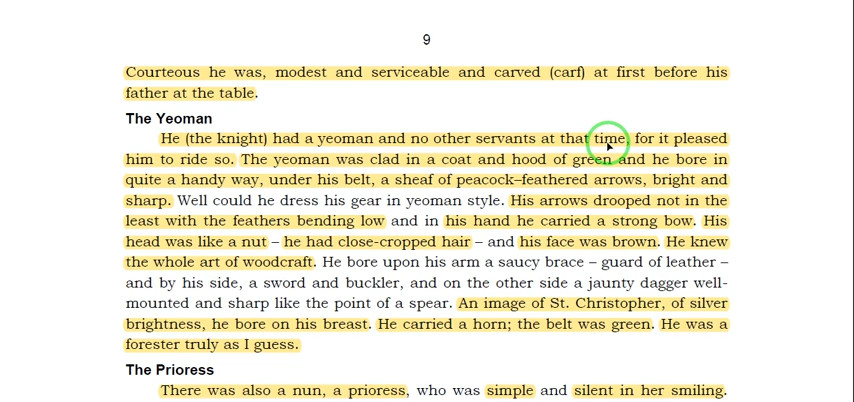 9
Courteous he was, modest and serviceable and carved (carf) at first before his
father at the table.
The Yeoman
He (the knight) had a yeoman and no other servants at that time, for it pleased
him to ride so. The yeoman was clad in a coat and hood of green and he bore in
quite a handy way, under his belt, a sheaf of peacock–feathered arrows, bright and
sharp. Well could he dress his gear in yeoman style. His arrows drooped not in the
least with the feathers bending low and in his hand he carried a strong bow. His
head was like a nut – he had close-cropped hair – and his face was brown. He knew
the whole art of woodcraft. He bore upon his arm a saucy brace – guard of leather –
and by his side, a sword and buckler, and on the other side a jaunty dagger well-
mounted and sharp like the point of a spear. An image of St. Christopher, of silver
brightness, he bore on his breast. He carried a horn; the belt was green. He was a
forester truly as I guess.
The Prioress
There was also a nun, a prioress, who was simple and silent in her smiling.